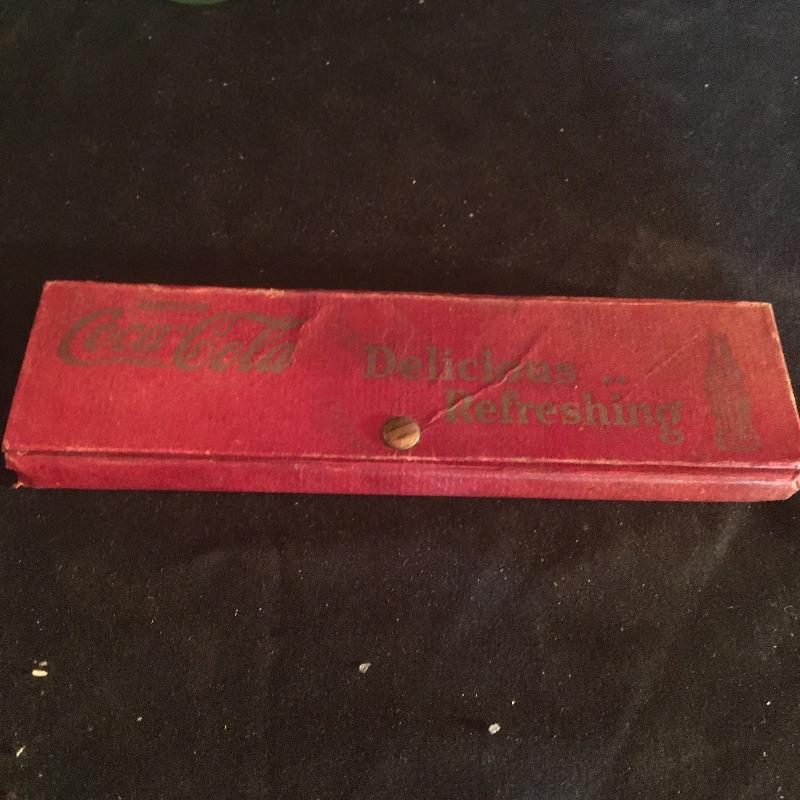 Coca-Cola
Delicious ..
Refreshing